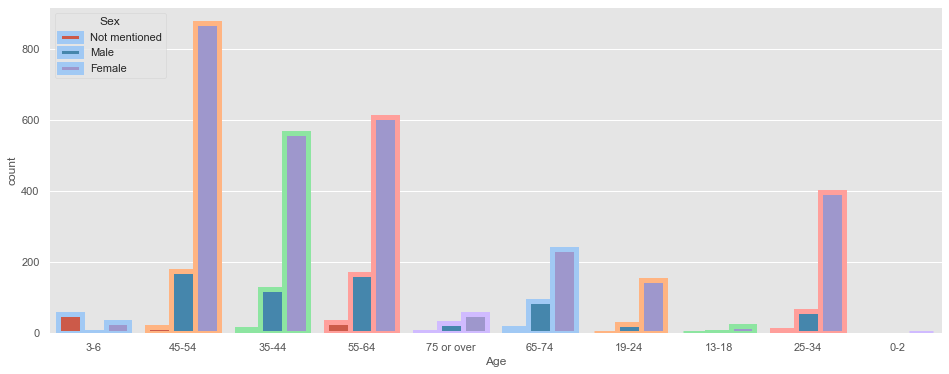 Sex
Not mentioned
Male
Female
800
600
400
200
0
count
3-6 45-54 35-44 55-64 75 or over 65-74 19-24 13-18 25-34 0-2
Age